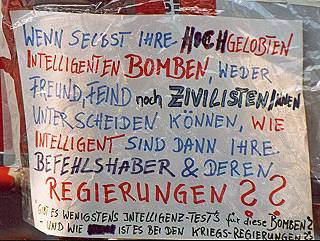 WENN SELBST IHRE HOCHGELOBTEN
INTELLIGENTEN BOMBEN, WEDER
FREUND, FEIND noch ZIVILISTEN/INNEN
UNTERSCHEIDEN KÖNNEN, WIE
INTELLIGENT SIND DANN IHRE
BEFEHLSHABER & DEREN
REGIERUNGEN ??
GIBT ES WENIGSTENS INTELLIGENZ-TESTS für diese BOMBEN?
- UND WIE IST ES BEI DEN KRIEGS-REGIERUNGEN ??